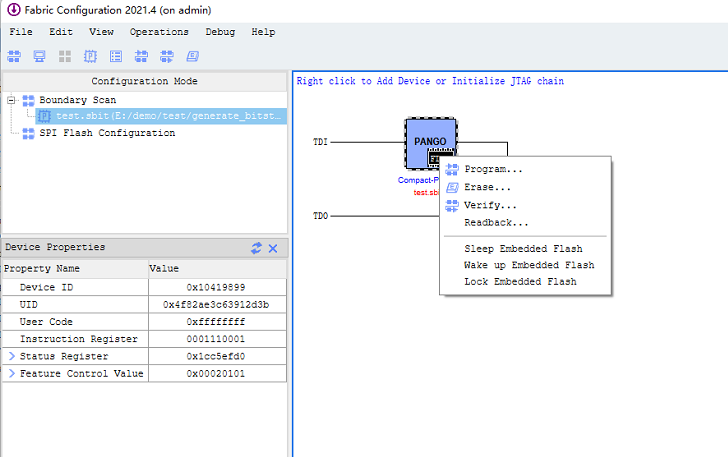 Fabric Configuration 2021.4 (on admin)
File Edit View Operations Debug Help
Configuration Mode
Boundary Scan
test.sbit(E:/demo/test/generate_bitst...
SPI Flash Configuration
Device Properties
Property Name Value
Device ID 0x10419899
UID 0x4f82ae3c63912d3b
User Code 0xffffffff
Instruction Register 0001110001
Status Register 0x1cc5efd0
Feature Control Value 0x00020101
Right click to Add Device or Initialize JTAG chain
TDI
PANGO
Compact-P
test.sb
TDO
Program...
Erase...
Verify...
Readback...
Sleep Embedded Flash
Wake up Embedded Flash
Lock Embedded Flash